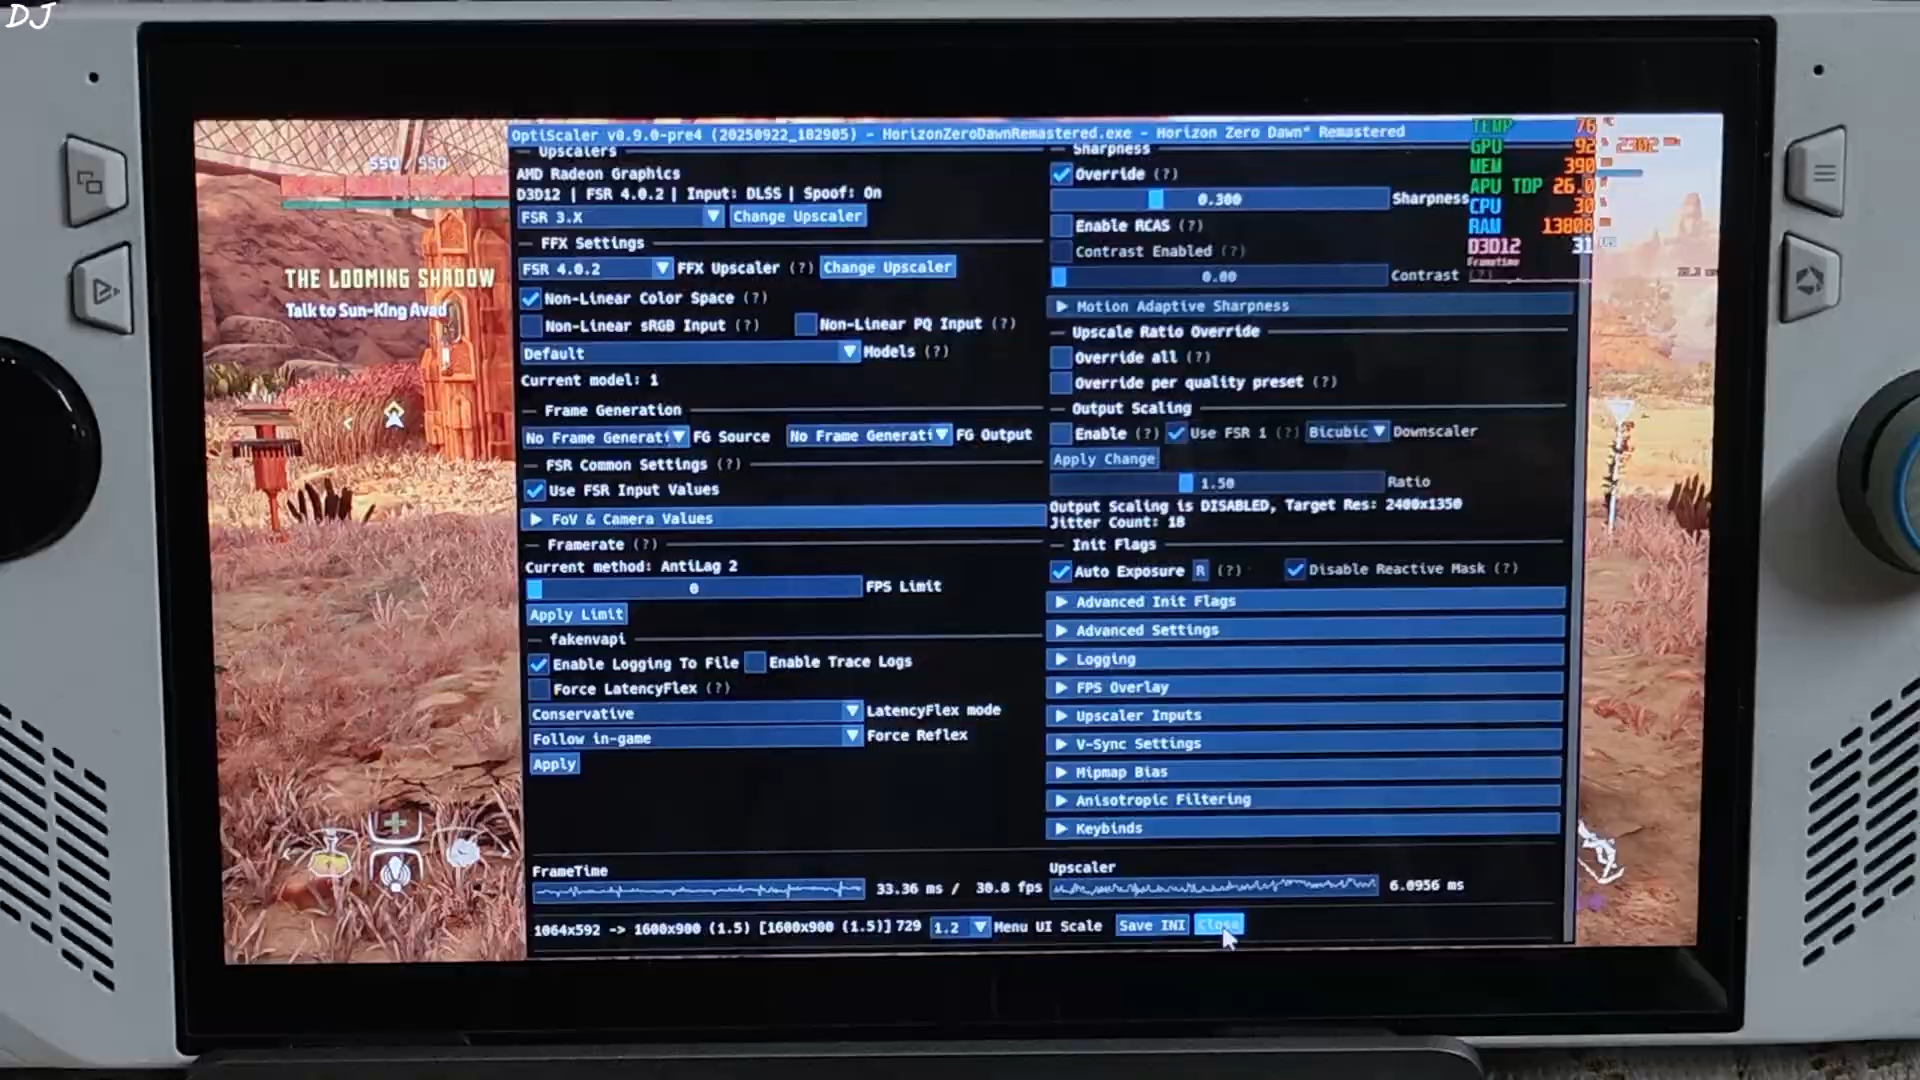 DJ
550 / 550
THE LOOMING SHADOW
Talk to Sun-King Avad
OptiScaler v0.9.0-pre4 (20250922_182905) - HorizonZeroDawnRemastered.exe - Horizon Zero Dawn™ Remastered
Upscalers
AMD Radeon Graphics
D3D12 | FSR 4.0.2 | Input: DLSS | Spoof: On
FSR 3.X Change Upscaler
FFX Settings
FSR 4.0.2 FFX Upscaler (?) Change Upscaler
Non-Linear Color Space (?)
Non-Linear sRGB Input (?) Non-Linear PQ Input (?)
Default Models (?)
Current model: 1
Frame Generation
No Frame Generati FG Source No Frame Generati FG Output
FSR Common Settings (?)
Use FSR Input Values
FoV & Camera Values
Framerate (?)
Current method: AntiLag 2
0 FPS Limit
Apply Limit
fakenvapi
Enable Logging To File Enable Trace Logs
Force LatencyFlex (?)
Conservative LatencyFlex mode
Follow in-game Force Reflex
Apply
Sharpness
Override (?)
0.300 Sharpness
Enable RCAS (?)
Contrast Enabled (?)
0.00 Contrast (?)
Motion Adaptive Sharpness
Upscale Ratio Override
Override all (?)
Override per quality preset (?)
Output Scaling
Enable (?) Use FSR 1 (?) Bicubic Downscaler
Apply Change
1.50 Ratio
Output Scaling is DISABLED, Target Res: 2400x1350
Jitter Count: 18
Init Flags
Auto Exposure R (?) Disable Reactive Mask (?)
Advanced Init Flags
Advanced Settings
Logging
FPS Overlay
Upscaler Inputs
V-Sync Settings
Mipmap Bias
Anisotropic Filtering
Keybinds
TEMP 76 °C
GPU 92 % 2302
MEM 390
APU TDP 26.0
CPU 30
RAM 13808
D3D12 31 FPS
Frametime
FrameTime
33.36 ms / 30.8 fps
Upscaler
6.0956 ms
1064x592 -> 1600x900 (1.5) [1600x900 (1.5)] 729 1.2 Menu UI Scale Save INI Close